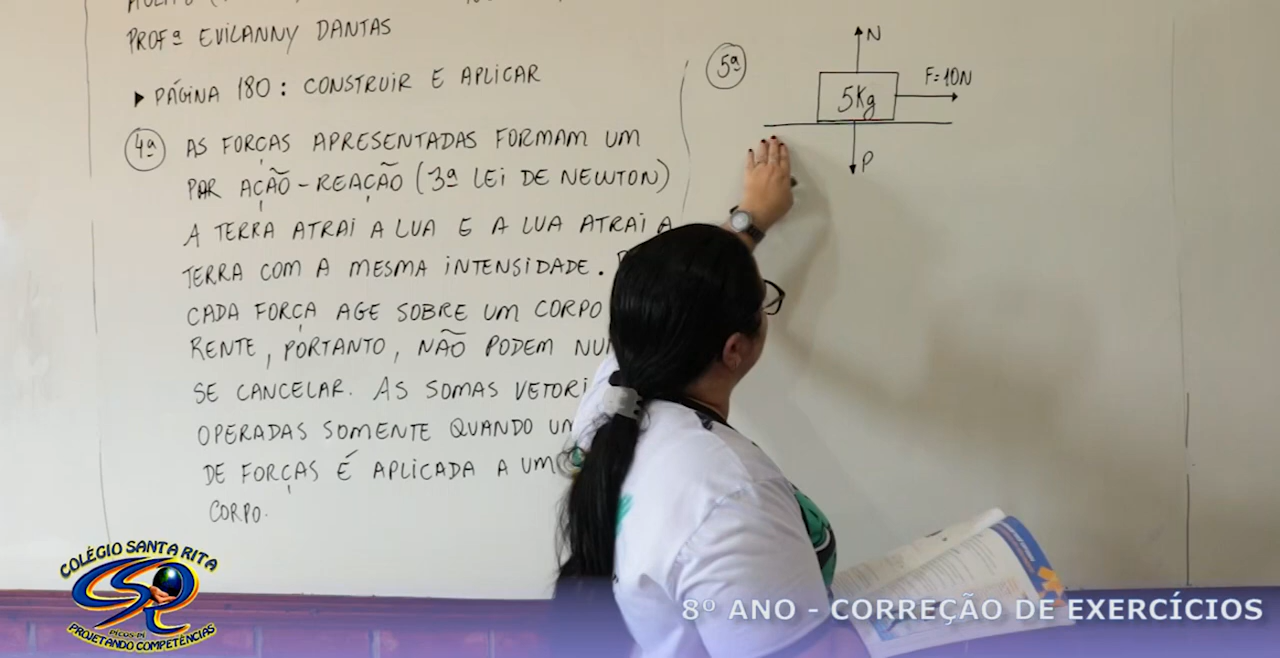 PROFª EVILANNY DANTAS
▶ PÁGINA 180: CONSTRUIR E APLICAR
4ª AS FORÇAS APRESENTADAS FORMAM UM
PAR AÇÃO-REAÇÃO (3ª LEI DE NEWTON)
A TERRA ATRAI A LUA E A LUA ATRAI A
TERRA COM A MESMA INTENSIDADE.
CADA FORÇA AGE SOBRE UM CORPO
RENTE, PORTANTO, NÃO PODEM
SE CANCELAR. AS SOMAS
OPERADAS SOMENTE QUANDO
DE FORÇAS É APLICADA A UM
CORPO.
5ª
N
F=10N
5Kg
P
COLÉGIO SANTA RITA
CSR
PICOS-PI
PROJETANDO COMPETÊNCIAS
8º ANO - CORREÇÃO DE EXERCÍCIOS